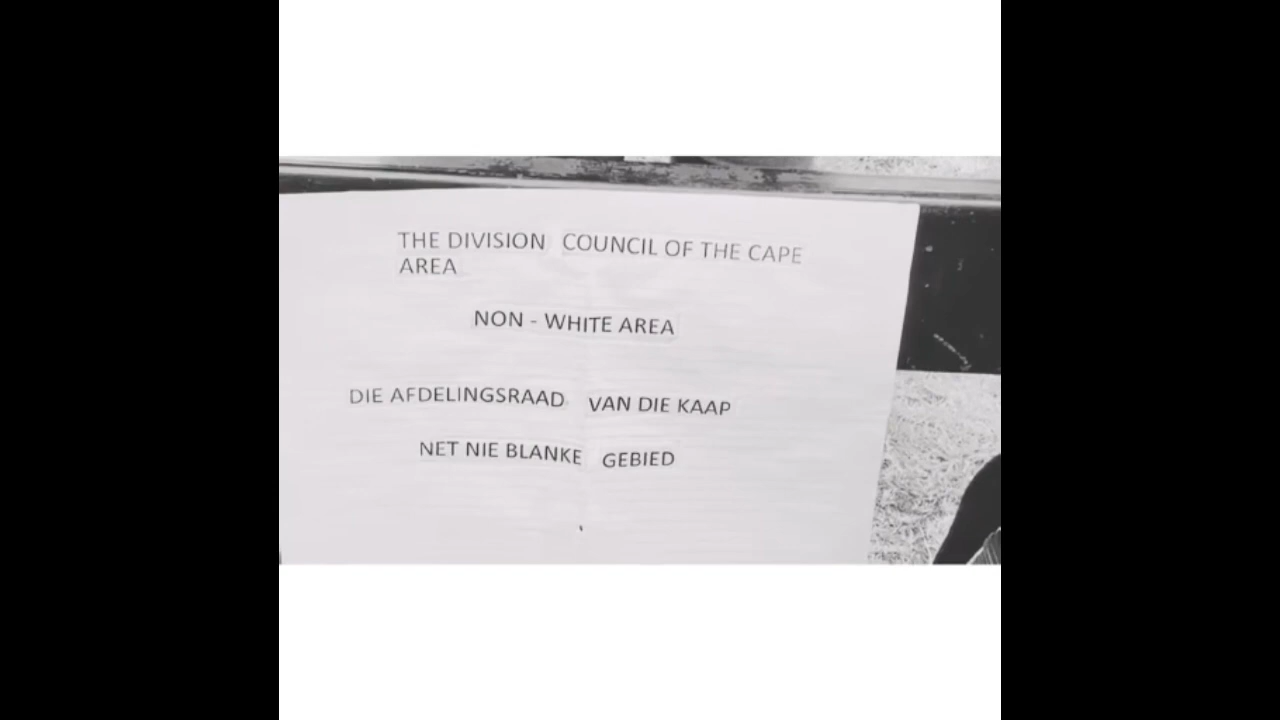 THE DIVISION COUNCIL OF THE CAPE
AREA
NON - WHITE AREA
DIE AFDELINGSRAAD VAN DIE KAAP
NET NIE BLANKE GEBIED